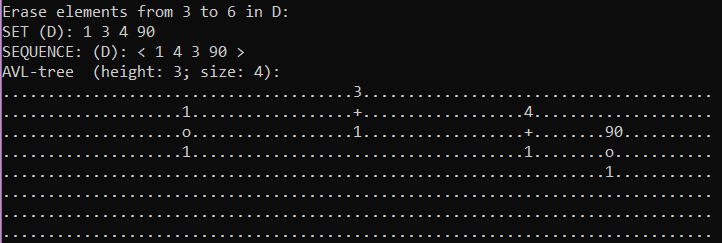 Erase elements from 3 to 6 in D:
SET (D): 1 3 4 90
SEQUENCE: (D): < 1 4 3 90 >
AVL-tree  (height: 3; size: 4):
.......................................3.......................................
....................1..................+..................4....................
....................o..................1..................+........90..........
....................1.....................................1........o...........
...................................................................1...........
...............................................................................
...............................................................................
...............................................................................